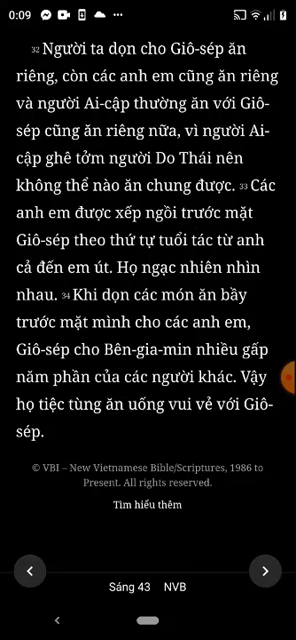 0:09
32 Người ta dọn cho Giô-sép ăn
riêng, còn các anh em cũng ăn riêng
và người Ai-cập thường ăn với Giô-
sép cũng ăn riêng nữa, vì người Ai-
cập ghê tởm người Do Thái nên
không thể nào ăn chung được. 33 Các
anh em được xếp ngồi trước mặt
Giô-sép theo thứ tự tuổi tác từ anh
cả đến em út. Họ ngạc nhiên nhìn
nhau. 34 Khi dọn các món ăn bầy
trước mặt mình cho các anh em,
Giô-sép cho Bên-gia-min nhiều gấp
năm phần của các người khác. Vậy
họ tiệc tùng ăn uống vui vẻ với Giô-
sép.
© VBI – New Vietnamese Bible/Scriptures, 1986 to
Present. All rights reserved.
Tìm hiểu thêm
Sáng 43 NVB